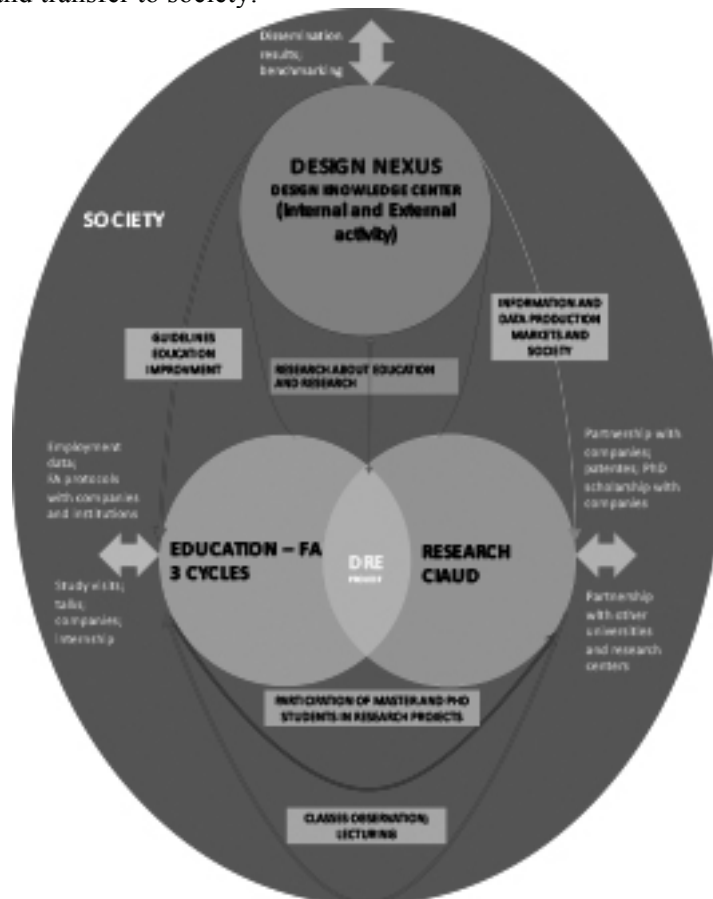 and transfer to society.
Dissemination
results;
benchmarking
DESIGN NEXUS
DESIGN KNOWLEDGE CENTER
(Internal and External
activity)
SOCIETY
INFORMATION AND
DATA PRODUCTION
MARKETS AND
SOCIETY
GUIDELINES
EDUCATION
IMPROVMENT
RESEARCH ABOUT EDUCATION
AND RESEARCH
Employment
data;
FA protocols
with companies
and institutions
Partnership with
companies;
patentes; PhD
scholarship with
companies
EDUCATION – FA
3 CYCLES
DRE
PROJECT
RESEARCH
CIAUD
Study visits;
talks;
companies;
internship
Partnership
with other
universities
and research
centers
PARTICIPATION OF MASTER AND PHD
STUDENTS IN RESEARCH PROJECTS
CLASSES OBSERVATION;
LECTURING